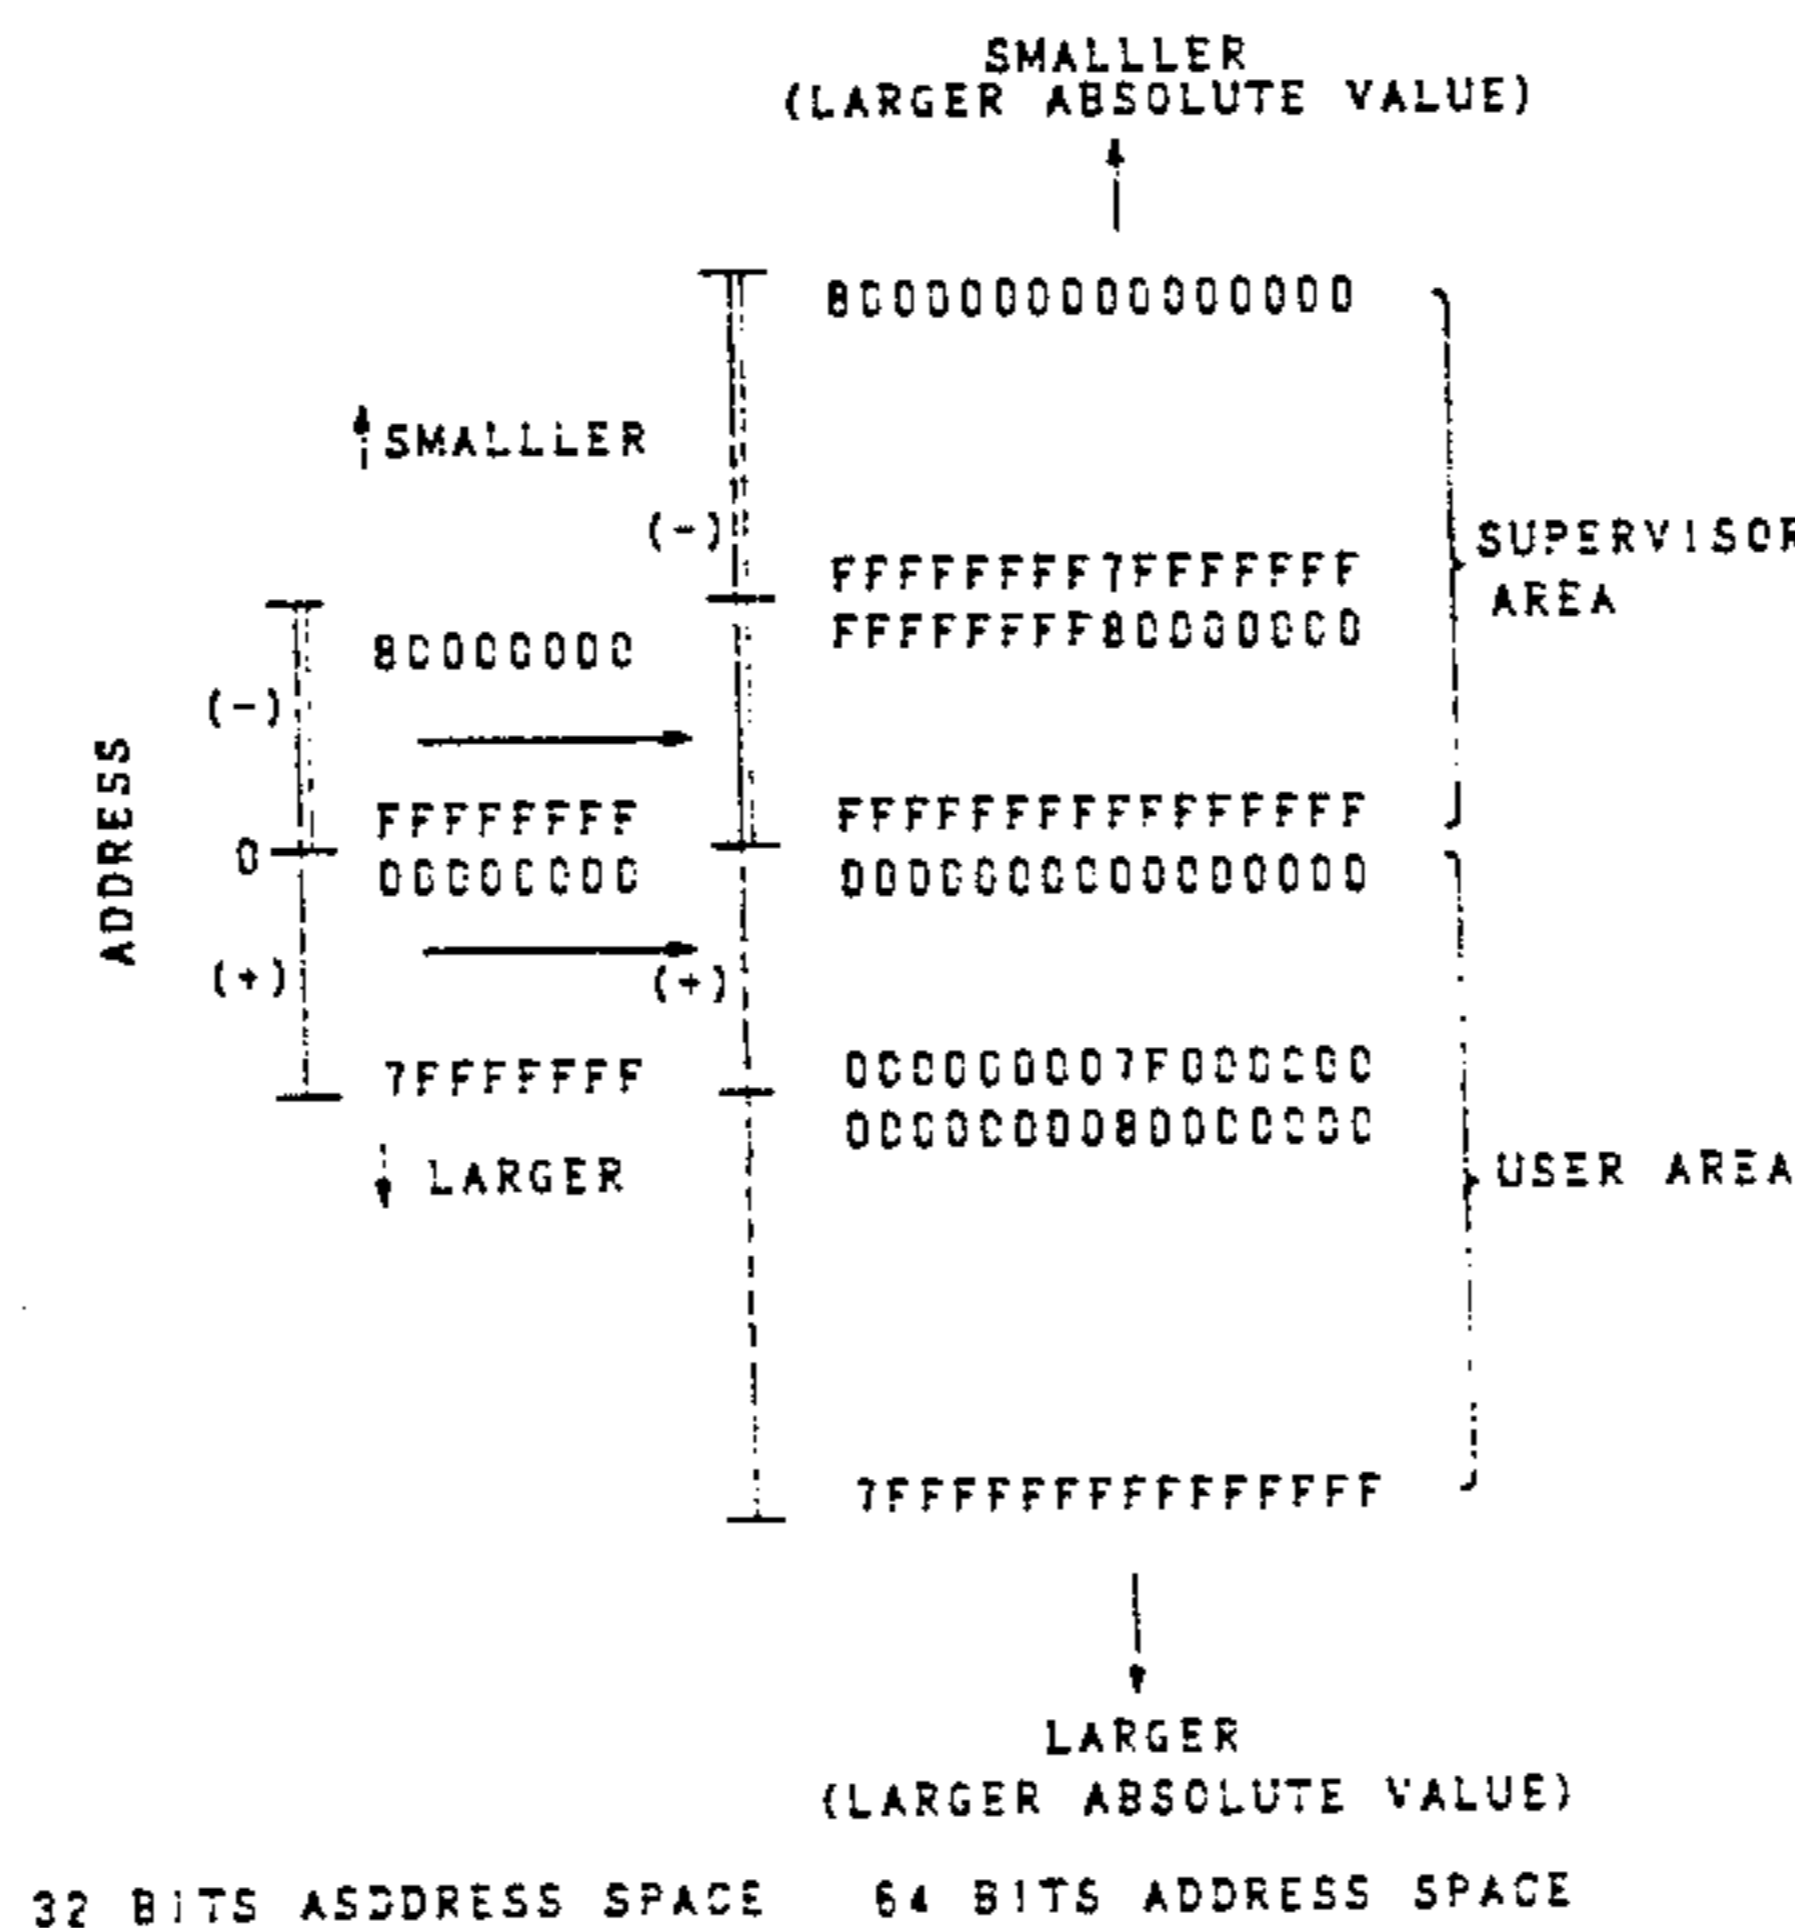 SMALLLER
(LARGER ABSOLUTE VALUE)
8000000000000000
SMALLLER
(-)
FFFFFFFF7FFFFFFF
SUPERVISOR
AREA
FFFFFFFF80000000
80000000
(-)
ADDRESS
FFFFFFFF
FFFFFFFFFFFFFFFF
0
00000000
0000000000000000
(+)
(+)
7FFFFFFF
000000007F000000
0000000080000000
LARGER
USER AREA
7FFFFFFFFFFFFFFF
LARGER
(LARGER ABSOLUTE VALUE)
32 BITS ASDDRESS SPACE
64 BITS ADDRESS SPACE